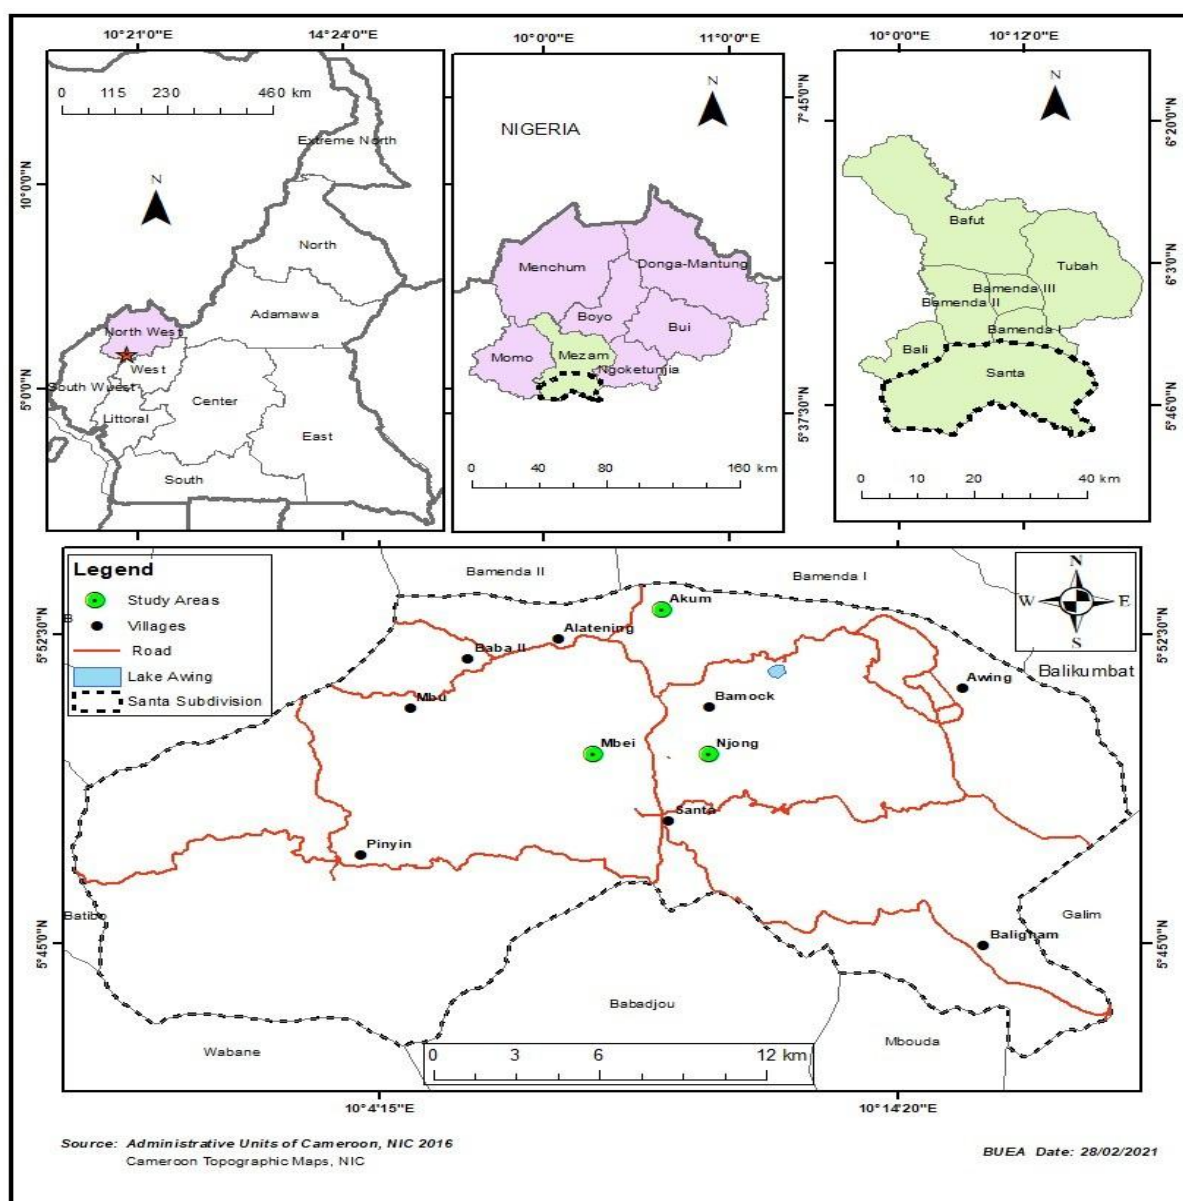 10°21'0"E 14°24'0"E
0 115 230 460 km
N
10°0'0"N
5°0'0"N
Extreme North
North
Adamawa
North West
West
South Wuest
Littoral
Center
East
South
10°0'0"E 11°0'0"E
N
7°45'0"N
5°37'30"N
NIGERIA
Menchum
Donga-Mantung
Boyo
Bui
Momo
Mezam
Ngoketunjia
0 40 80 160 km
10°0'0"E 10°12'0"E
N
6°20'0"N
6°3'0"N
5°46'0"N
Bafut
Tubah
Bamenda III
Bamenda II
Bamenda I
Bali
Santa
0 10 20 40 km
Legend
Study Areas
Villages
Road
Lake Awing
Santa Subdivision
B
Bamenda II
Bamenda I
N
W E
S
5°52'30"N
5°52'30"N
Akum
Alatening
Baba II
Balikumbat
Awing
Mbu
Bamock
Mbei
Njong
Santa
Pinyin
Batibo
Galim
5°45'0"N
5°45'0"N
Baligham
Babadjou
Mbouda
Wabane
0 3 6 12 km
10°4'15"E 10°14'20"E
Source: Administrative Units of Cameroon, NIC 2016
Cameroon Topographic Maps, NIC
BUEA Date: 28/02/2021